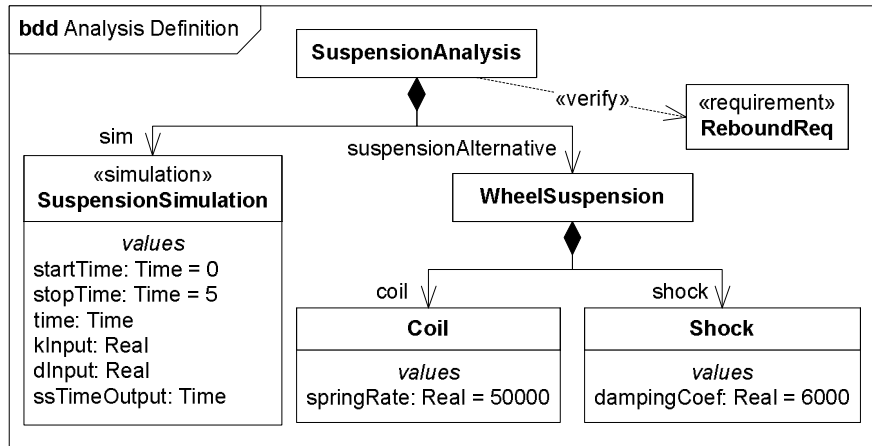 bdd Analysis Definition
SuspensionAnalysis
«verify»
«requirement»
ReboundReq
sim
suspensionAlternative
«simulation»
SuspensionSimulation
values
startTime: Time = 0
stopTime: Time = 5
time: Time
kInput: Real
dInput: Real
ssTimeOutput: Time
WheelSuspension
coil
shock
Coil
values
springRate: Real = 50000
Shock
values
dampingCoef: Real = 6000